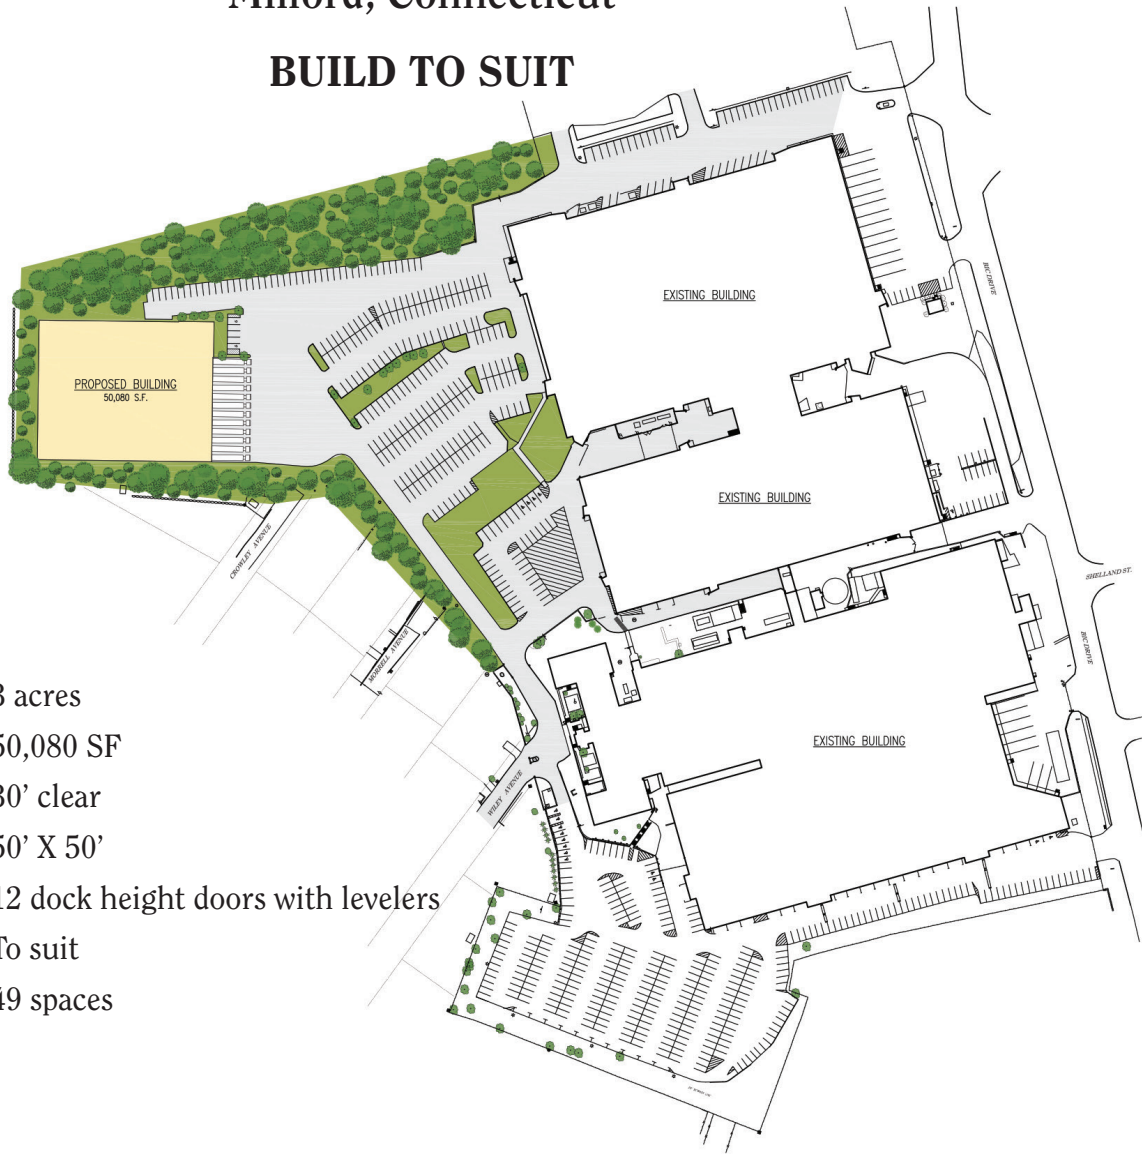 Milford, Connecticut
BUILD TO SUIT
EXISTING BUILDING
BIC DRIVE
PROPOSED BUILDING
50,080 S.F.
EXISTING BUILDING
CROWLEY AVENUE
SHELLAND ST.
MORRELL AVENUE
BIC DRIVE
3 acres
50,080 SF
EXISTING BUILDING
30’ clear
WILEY AVENUE
50’ X 50’
12 dock height doors with levelers
To suit
49 spaces